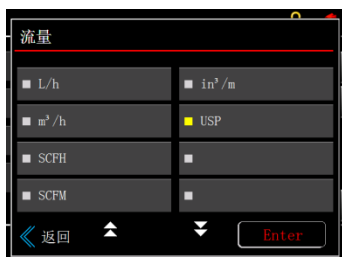 流量
L/h
in³/m
m³/h
USP
SCFH
SCFM
返回
Enter